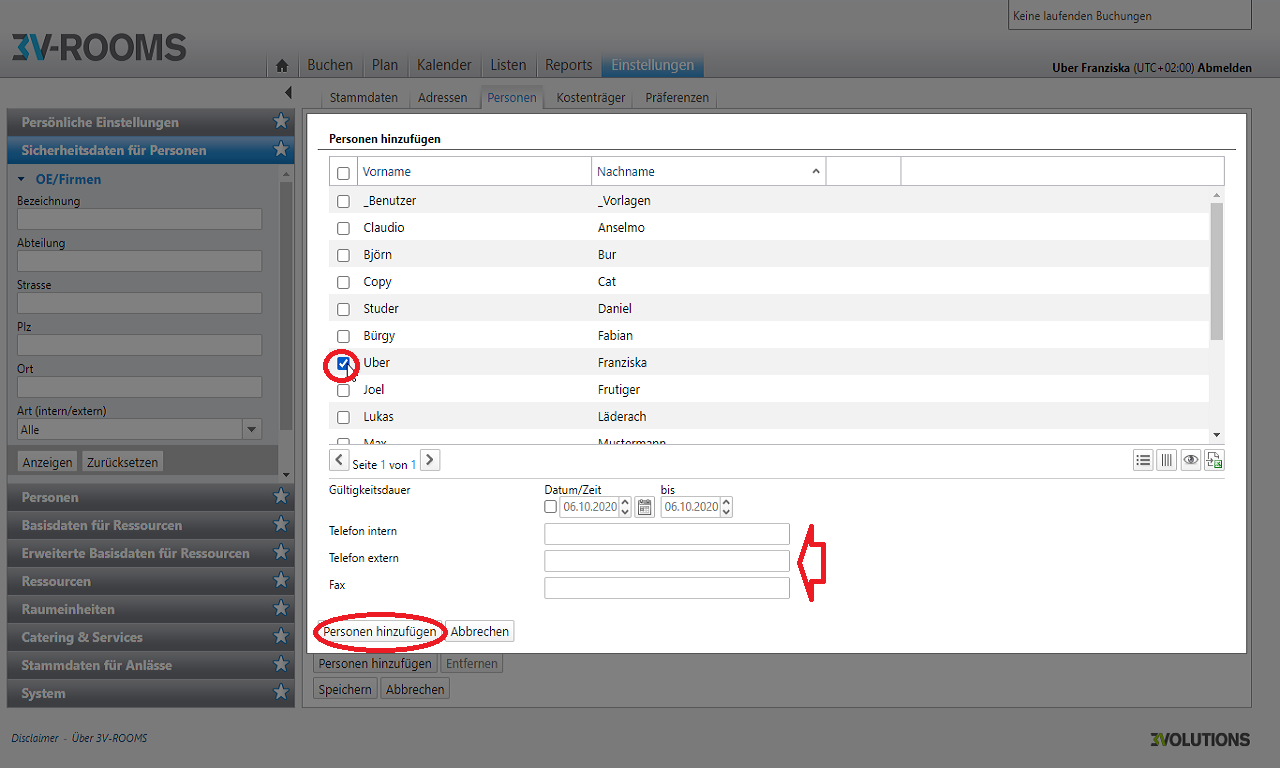 Keine laufenden Buchungen
3V-ROOMS
Buchen Plan Kalender Listen Reports Einstellungen
Uber Franziska (UTC+02:00) Abmelden
Stammdaten Adressen Personen Kostenträger Präferenzen
Persönliche Einstellungen
Sicherheitsdaten für Personen
OE/Firmen
Bezeichnung
Abteilung
Strasse
Plz
Ort
Art (intern/extern)
Alle
Anzeigen Zurücksetzen
Personen
Basisdaten für Ressourcen
Erweiterte Basisdaten für Ressourcen
Ressourcen
Raumeinheiten
Catering & Services
Stammdaten für Anlässe
System
Personen hinzufügen
Vorname Nachname
_Benutzer _Vorlagen
Claudio Anselmo
Björn Bur
Copy Cat
Studer Daniel
Bürgy Fabian
Uber Franziska
Joel Frutiger
Lukas Läderach
Max Mustermann
Seite 1 von 1
Gültigkeitsdauer Datum/Zeit bis
06.10.2020 06.10.2020
Telefon intern
Telefon extern
Fax
Personen hinzufügen Abbrechen
Personen hinzufügen Entfernen
Speichern Abbrechen
Disclaimer - Über 3V-ROOMS
3VOLUTIONS